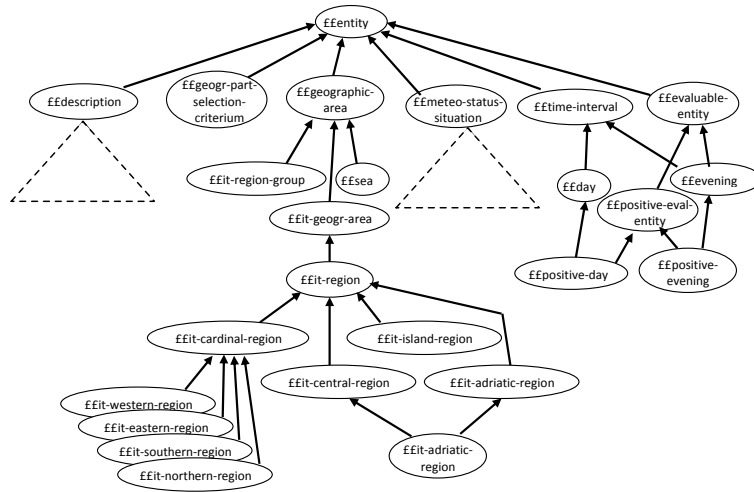 ££entity
££description
££geogr-part-
selection-
criterium
££geographic-
area
££meteo-status-
situation
££time-interval
££evaluable-
entity
££it-region-group
££sea
££day
££evening
££it-geogr-area
££positive-eval-
entity
££it-region
££positive-day
££positive-
evening
££it-cardinal-region
££it-island-region
££it-central-region
££it-adriatic-region
££it-western-region
££it-eastern-region
££it-southern-region
££it-northern-region
££it-adriatic-
region